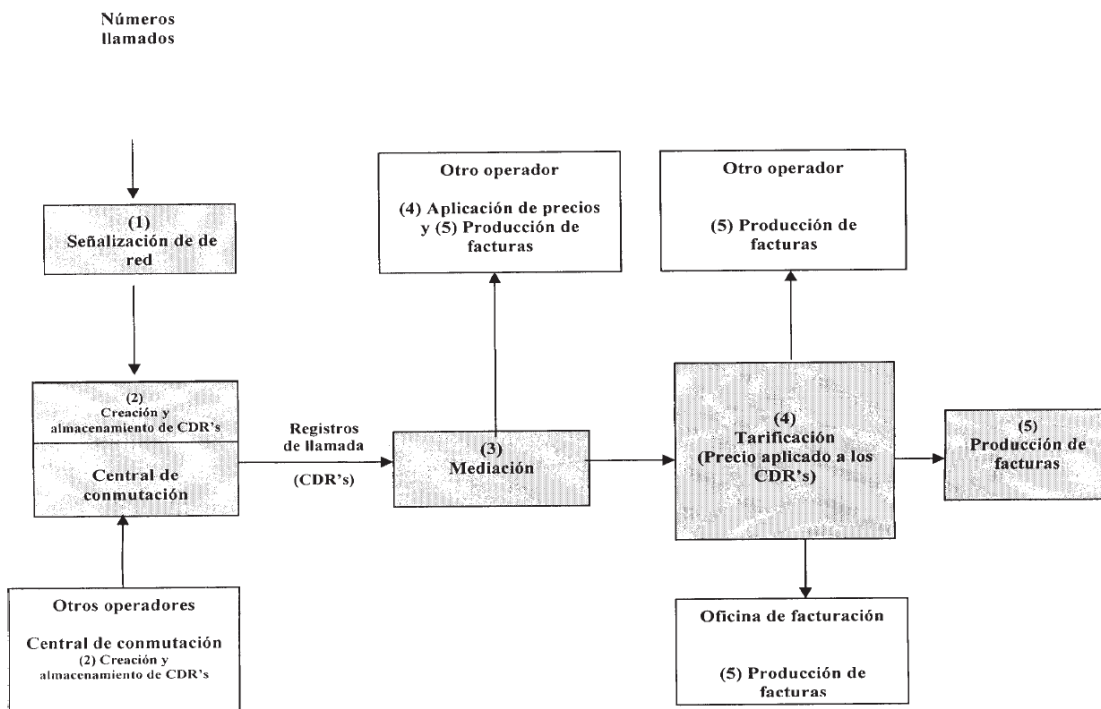 Números
llamados
(1)
Señalización de de
red
(2)
Creación y
almacenamiento de CDR's
Central de
conmutación
Otros operadores
Central de conmutación
(2) Creación y
almacenamiento de CDR's
Registros
de llamada
(CDR's)
Otro operador
(4) Aplicación de precios
y (5) Producción de
facturas
(3)
Mediación
Otro operador
(5) Producción de
facturas
(4)
Tarificación
(Precio aplicado a los
CDR's)
Oficina de facturación
(5) Producción de
facturas
(5)
Producción de
facturas